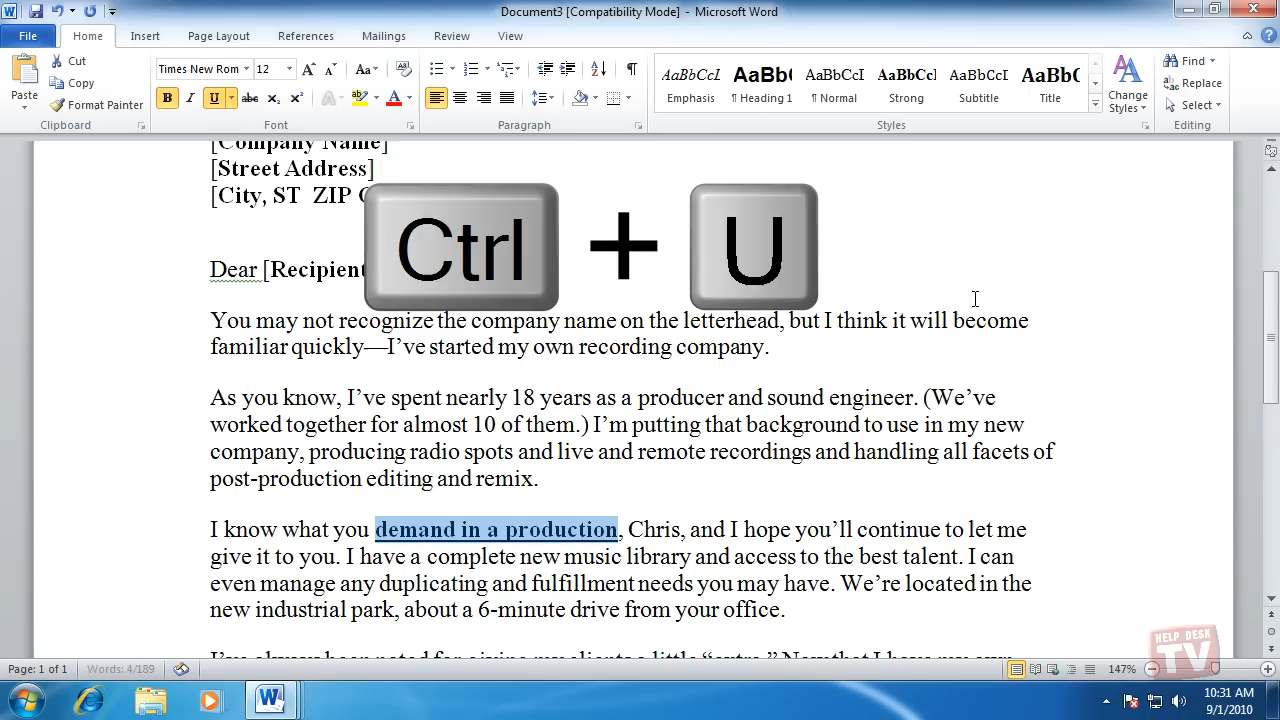 Document3 [Compatibility Mode] - Microsoft Word
File Home Insert Page Layout References Mailings Review View
Paste
Cut
Copy
Format Painter
Clipboard
Times New Rom 12
Aa
B I U abc X₂ X²
A ab A
Font
Paragraph
AaBbCcI AaBb( AaBbCcI AaBbCcI AaBbCcI AaBb(
Emphasis ¶ Heading 1 ¶ Normal Strong Subtitle Title
Change Styles
Styles
Find
Replace
Select
Editing
[Company Name]
[Street Address]
[City, ST ZIP
Ctrl + U
Dear [Recipient
You may not recognize the company name on the letterhead, but I think it will become
familiar quickly—I’ve started my own recording company.
As you know, I’ve spent nearly 18 years as a producer and sound engineer. (We’ve
worked together for almost 10 of them.) I’m putting that background to use in my new
company, producing radio spots and live and remote recordings and handling all facets of
post-production editing and remix.
I know what you demand in a production, Chris, and I hope you’ll continue to let me
give it to you. I have a complete new music library and access to the best talent. I can
even manage any duplicating and fulfillment needs you may have. We’re located in the
new industrial park, about a 6-minute drive from your office.
HELP DESK
TV
Page: 1 of 1 Words: 4/189 147%
10:31 AM
9/1/2010